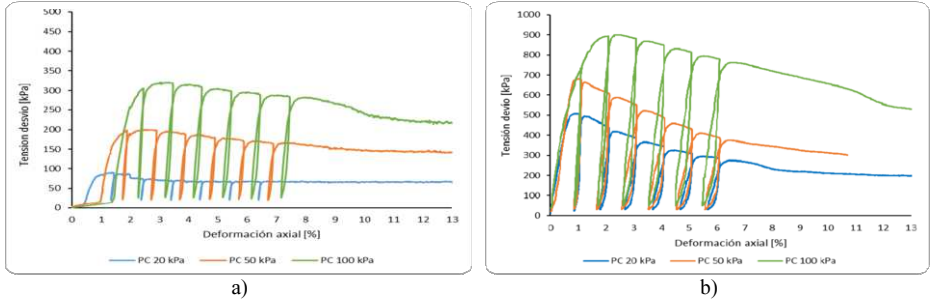 500
450
400
350
300
250
200
150
100
50
0
Tensión desvío [kPa]
0 1 2 3 4 5 6 7 8 9 10 11 12 13
Deformación axial [%]
PC 20 kPa PC 50 kPa PC 100 kPa
a)
1000
900
800
700
600
500
400
300
200
100
0
Tensión devío [kPa]
0 1 2 3 4 5 6 7 8 9 10 11 12 13
Deformación axial [%]
PC 20 kPa PC 50 kPa PC 100 kPa
b)